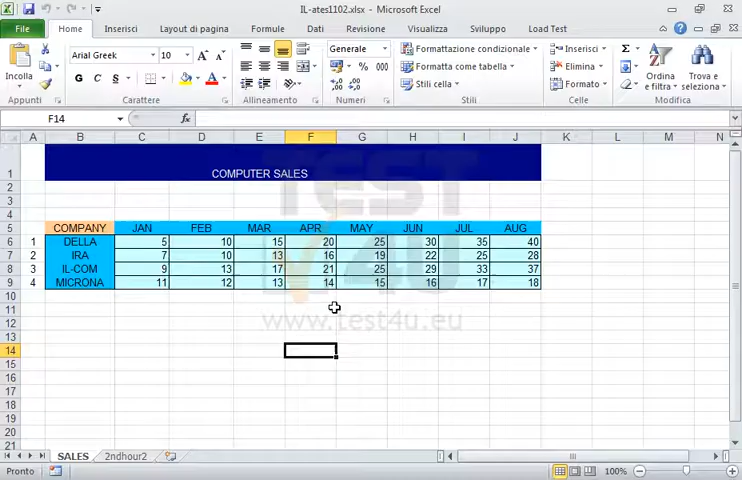 IL-ates1102.xlsx - Microsoft Excel
File Home Inserisci Layout di pagina Formule Dati Revisione Visualizza Sviluppo Load Test
Incolla Arial Greek 10 A A Generale Formattazione condizionale Inserisci Σ Ordina e filtra Trova e seleziona
% 000 Formatta come tabella Elimina
G C S A Stili cella Formato
Appunti Carattere Allineamento Numeri Stili Celle Modifica
F14 fx
A B C D E F G H I J K L M N
1 COMPUTER SALES
2
3
4
5 COMPANY JAN FEB MAR APR MAY JUN JUL AUG
6 1 DELLA 5 10 15 20 25 30 35 40
7 2 IRA 7 10 13 16 19 22 25 28
8 3 IL-COM 9 13 17 21 25 29 33 37
9 4 MICRONA 11 12 13 14 15 16 17 18
10
11
12
13
14
15
16
17
18
19
20
21
TEST
4U
www.test4u.eu
SALES 2ndhour2
Pronto 100%